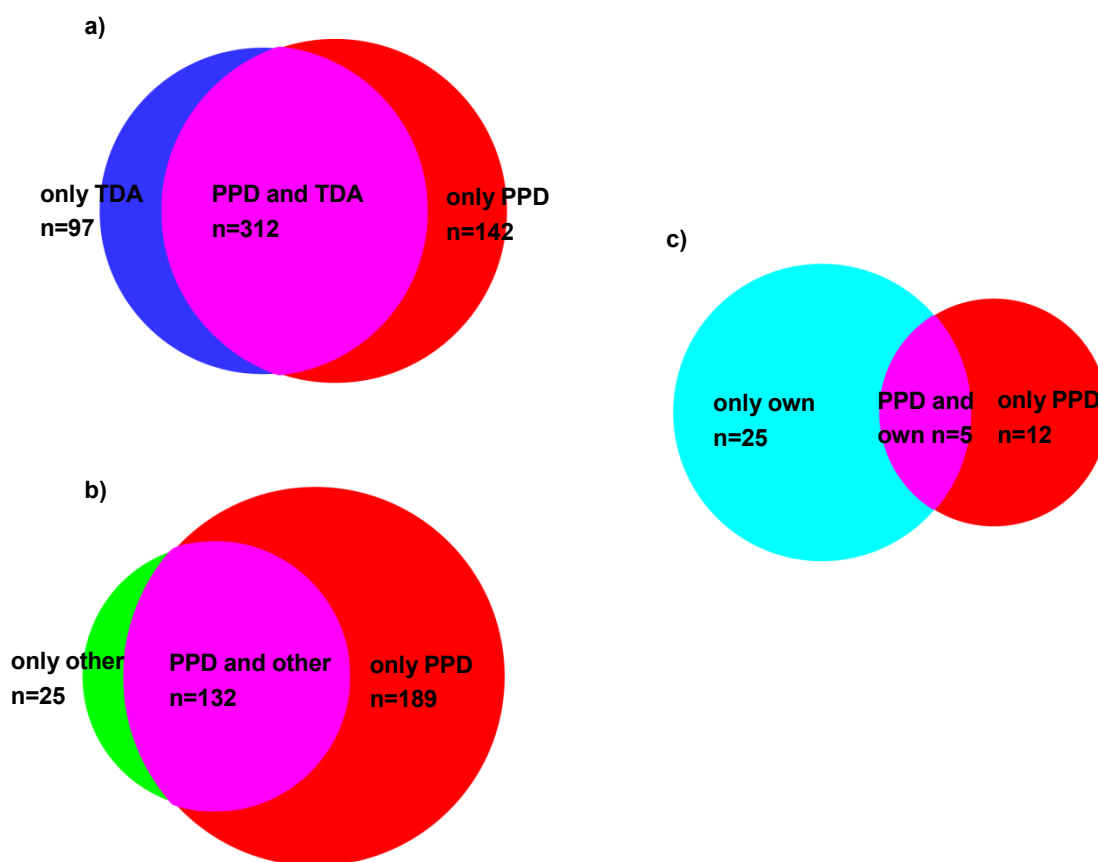 a)
only TDA
n=97
PPD and TDA
n=312
only PPD
n=142
b)
only other
n=25
PPD and other
n=132
only PPD
n=189
c)
only own
n=25
PPD and
own n=5
only PPD
n=12